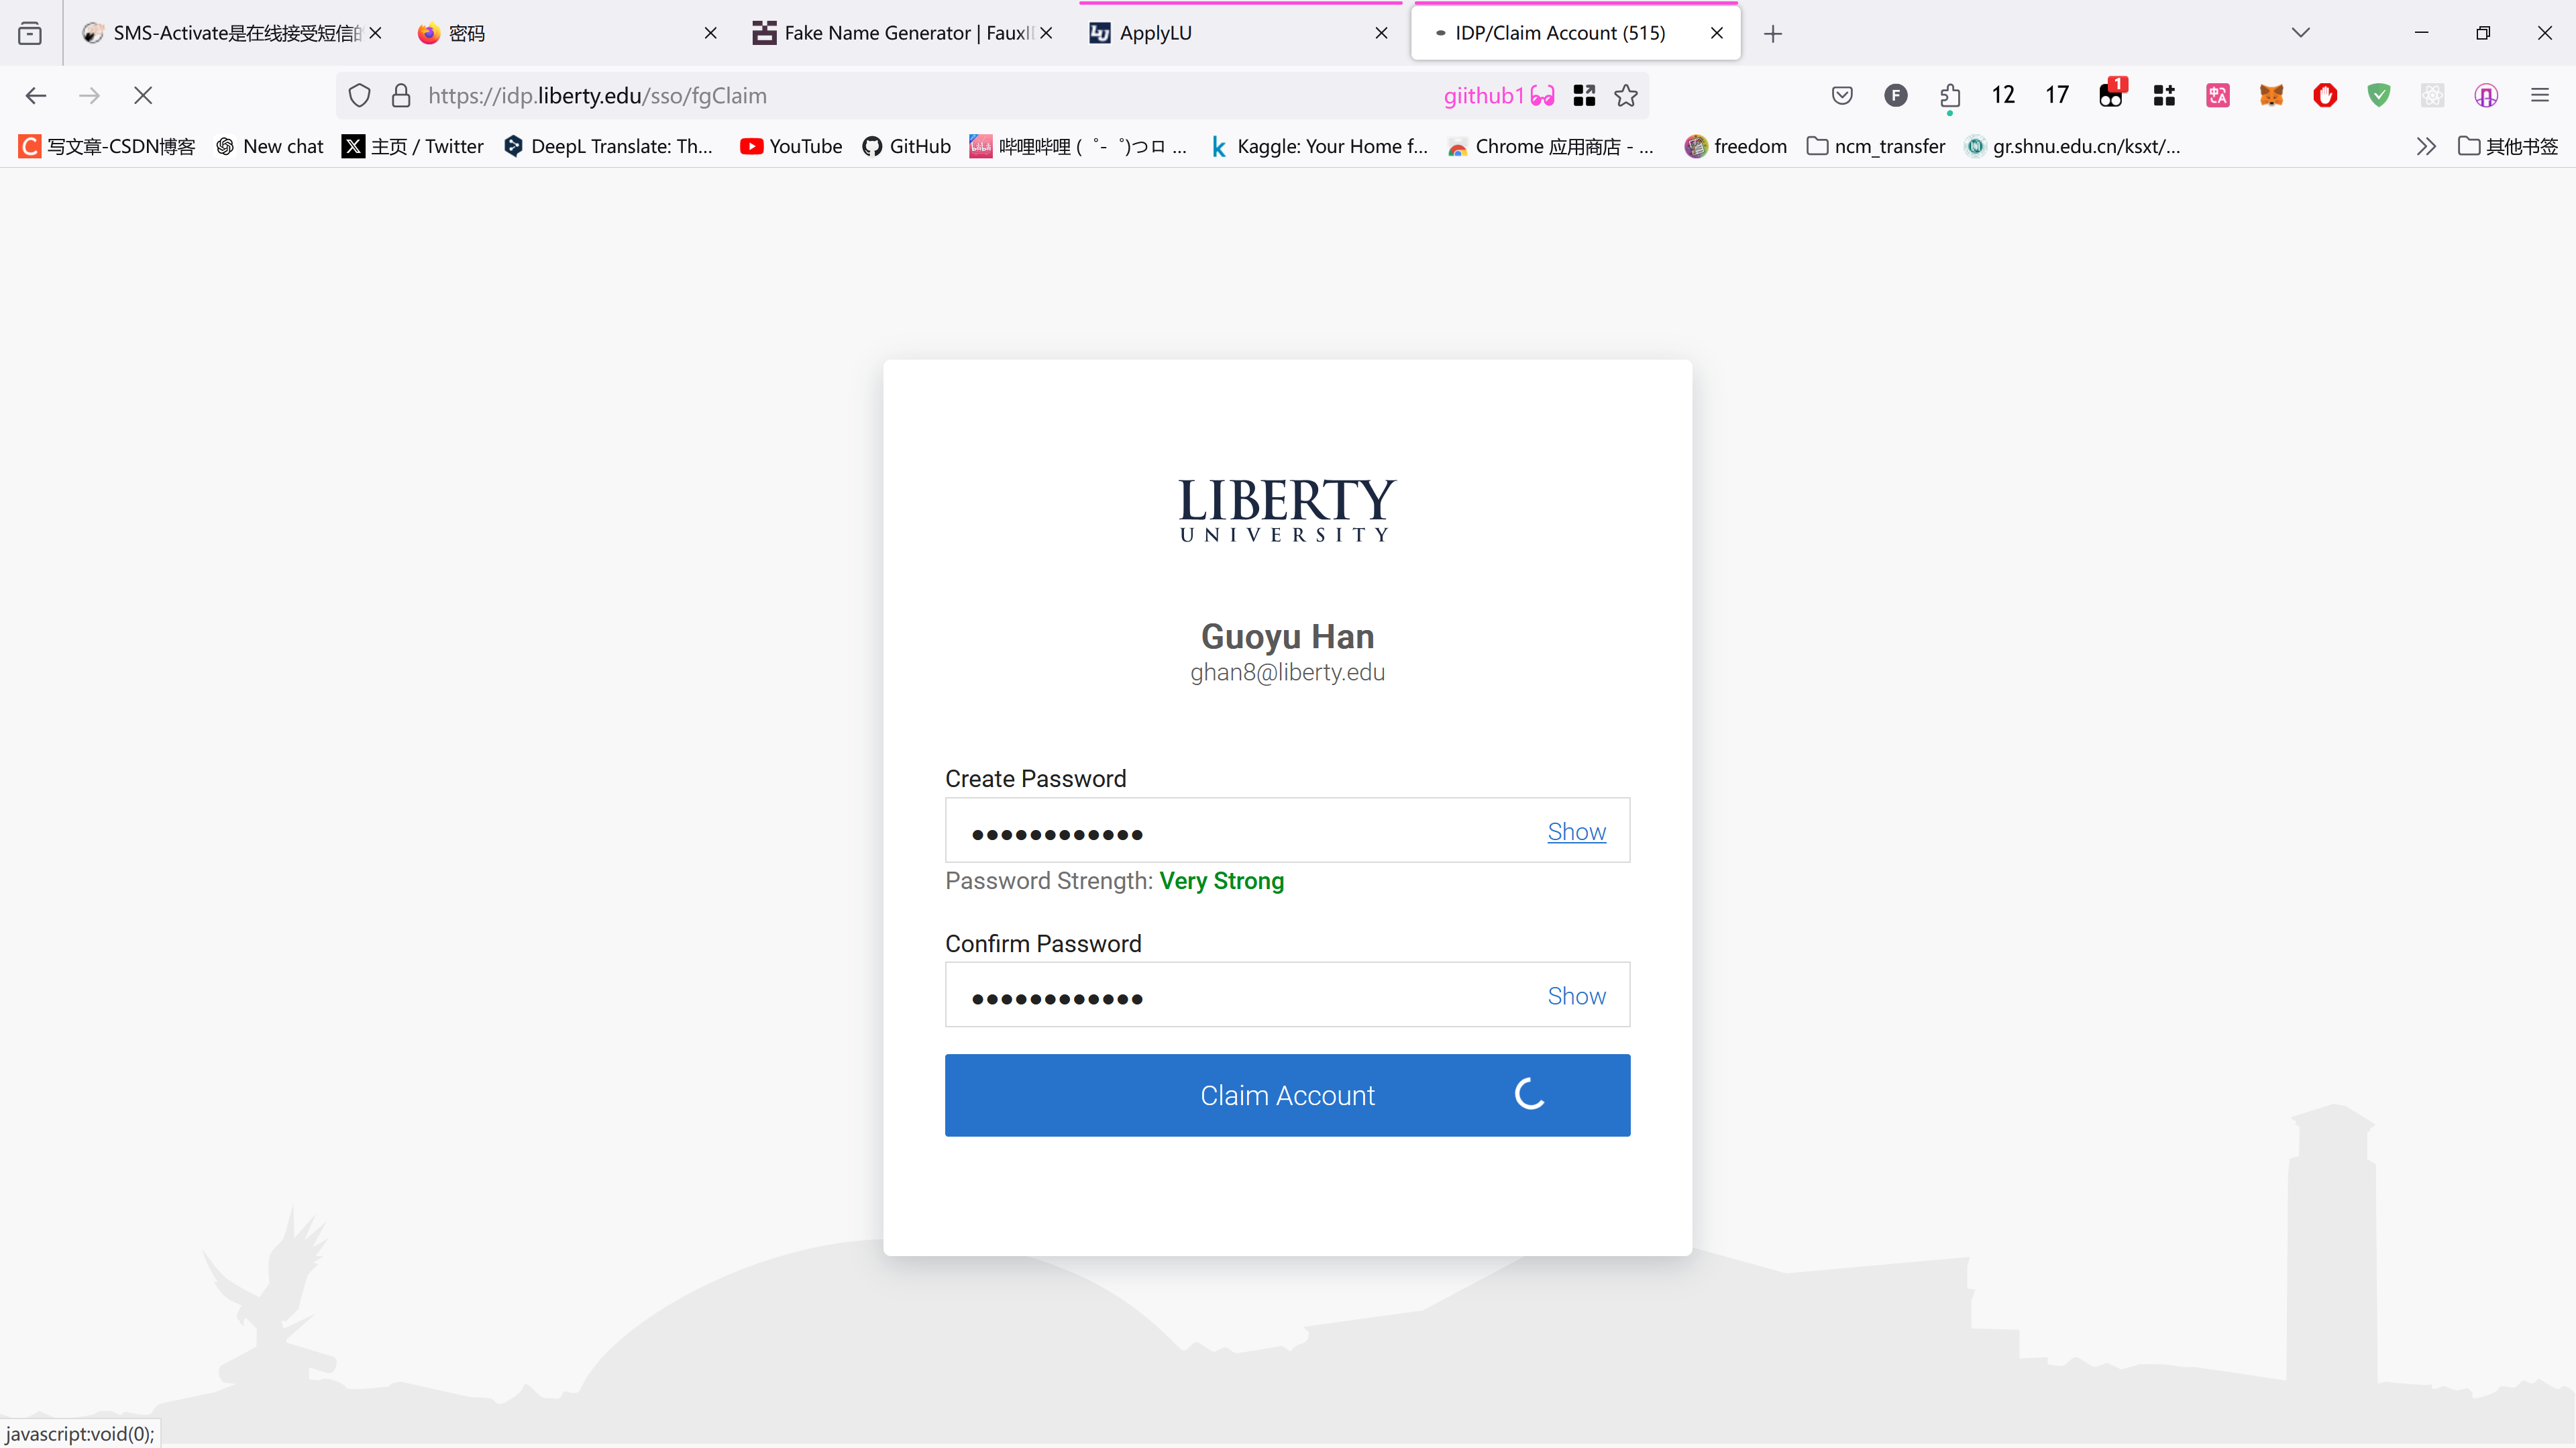 SMS-Activate是在线接受短信的
密码
Fake Name Generator | FauxI
ApplyLU
IDP/Claim Account (515)
https://idp.liberty.edu/sso/fgClaim
giithub1
F
12
17
1
写文章-CSDN博客
New chat
主页 / Twitter
DeepL Translate: Th...
YouTube
GitHub
哔哩哔哩 (゜-゜)つロ ...
Kaggle: Your Home f...
Chrome 应用商店 - ...
freedom
ncm_transfer
gr.shnu.edu.cn/ksxt/...
其他书签
LIBERTY
UNIVERSITY
Guoyu Han
ghan8@liberty.edu
Create Password
Show
Password Strength: Very Strong
Confirm Password
Show
Claim Account
javascript:void(0);